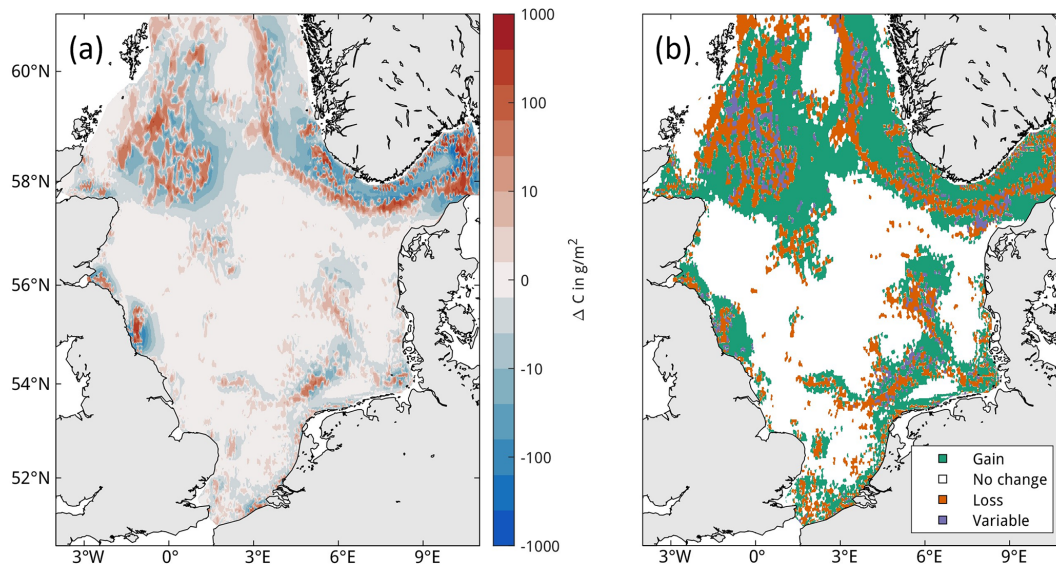 (a)
60°N
58°N
56°N
54°N
52°N
3°W 0° 3°E 6°E 9°E
1000
100
10
0
-10
-100
-1000
Δ C in g/m²
(b)
Gain
No change
Loss
Variable
3°W 0° 3°E 6°E 9°E